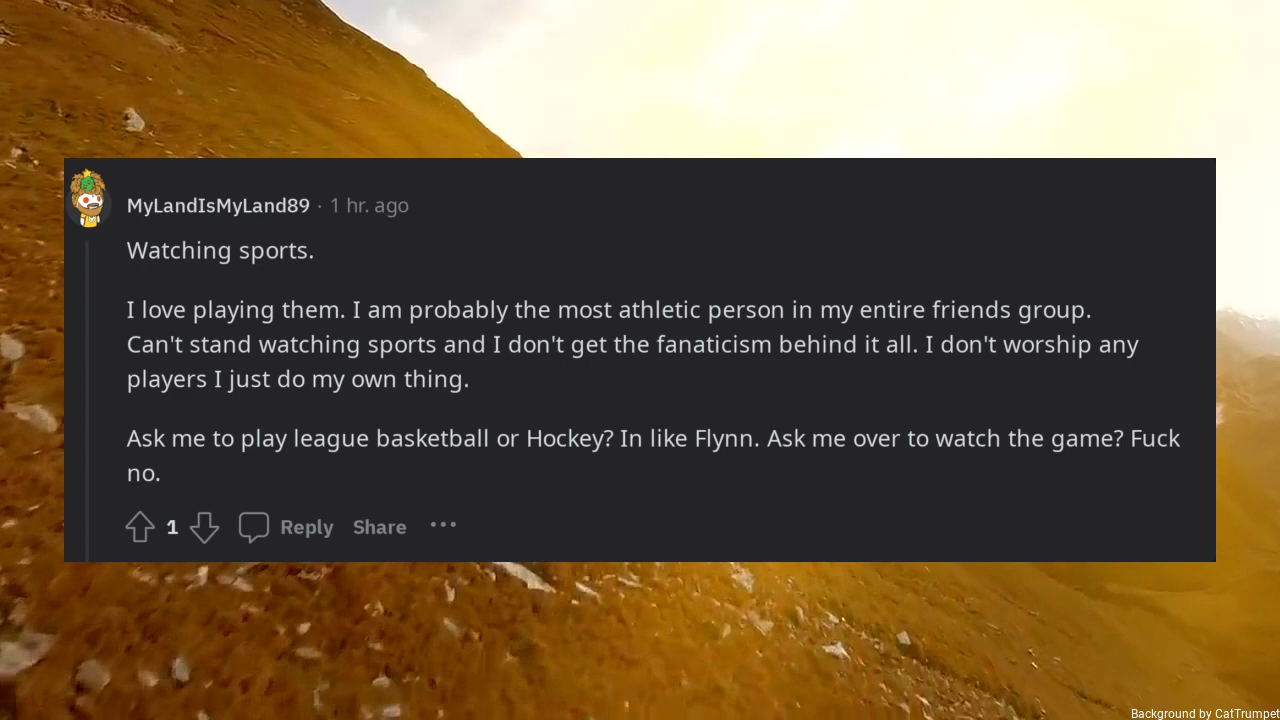 MyLandIsMyLand89 · 1 hr. ago
Watching sports.
I love playing them. I am probably the most athletic person in my entire friends group.
Can't stand watching sports and I don't get the fanaticism behind it all. I don't worship any
players I just do my own thing.
Ask me to play league basketball or Hockey? In like Flynn. Ask me over to watch the game? Fuck
no.
1 Reply Share ···
Background by CatTrumpet